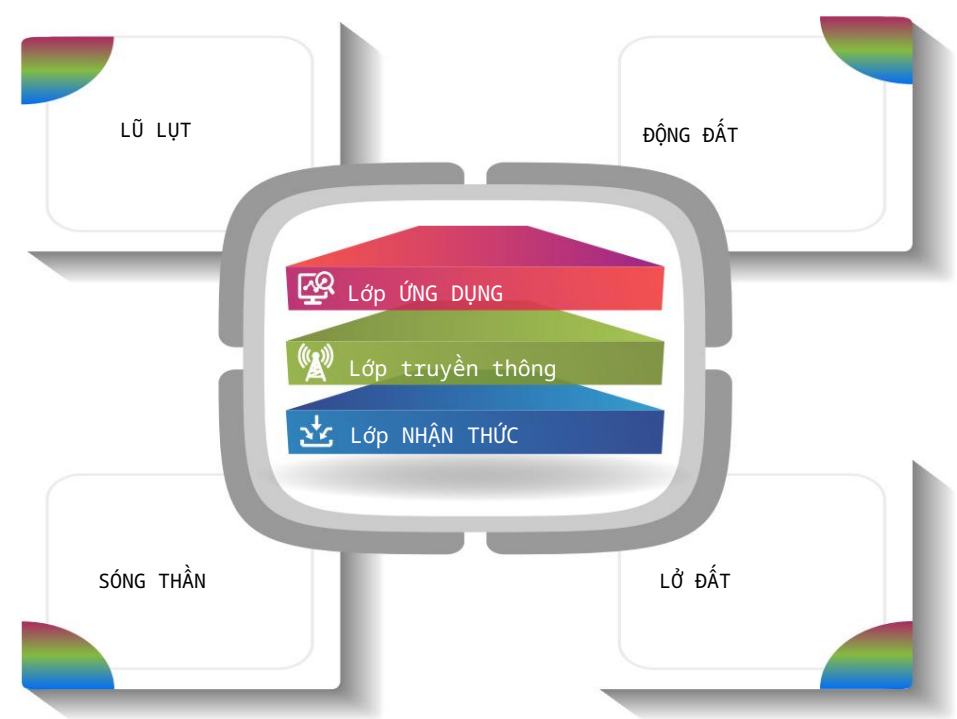 LŨ LỤT
ĐỘNG ĐẤT
Lớp ỨNG DỤNG
Lớp truyền thông
Lớp NHẬN THỨC
SÓNG THẦN
LỞ ĐẤT